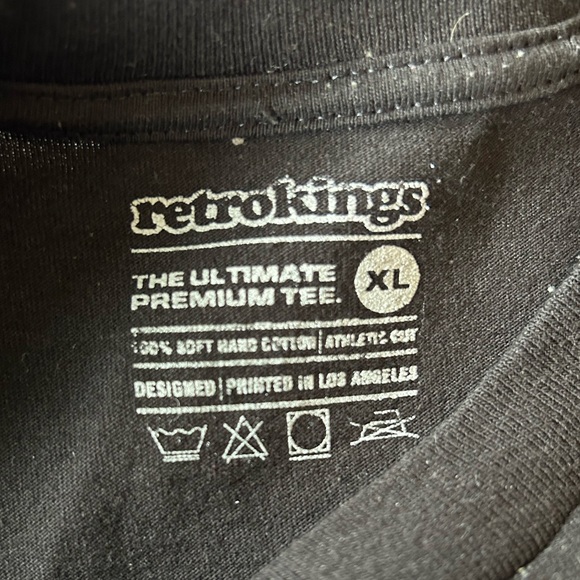 retrokings
THE ULTIMATE
PREMIUM TEE.
XL
100% SOFT HAND COTTON | ATHLETIC CUT
DESIGNED | PRINTED IN LOS ANGELES